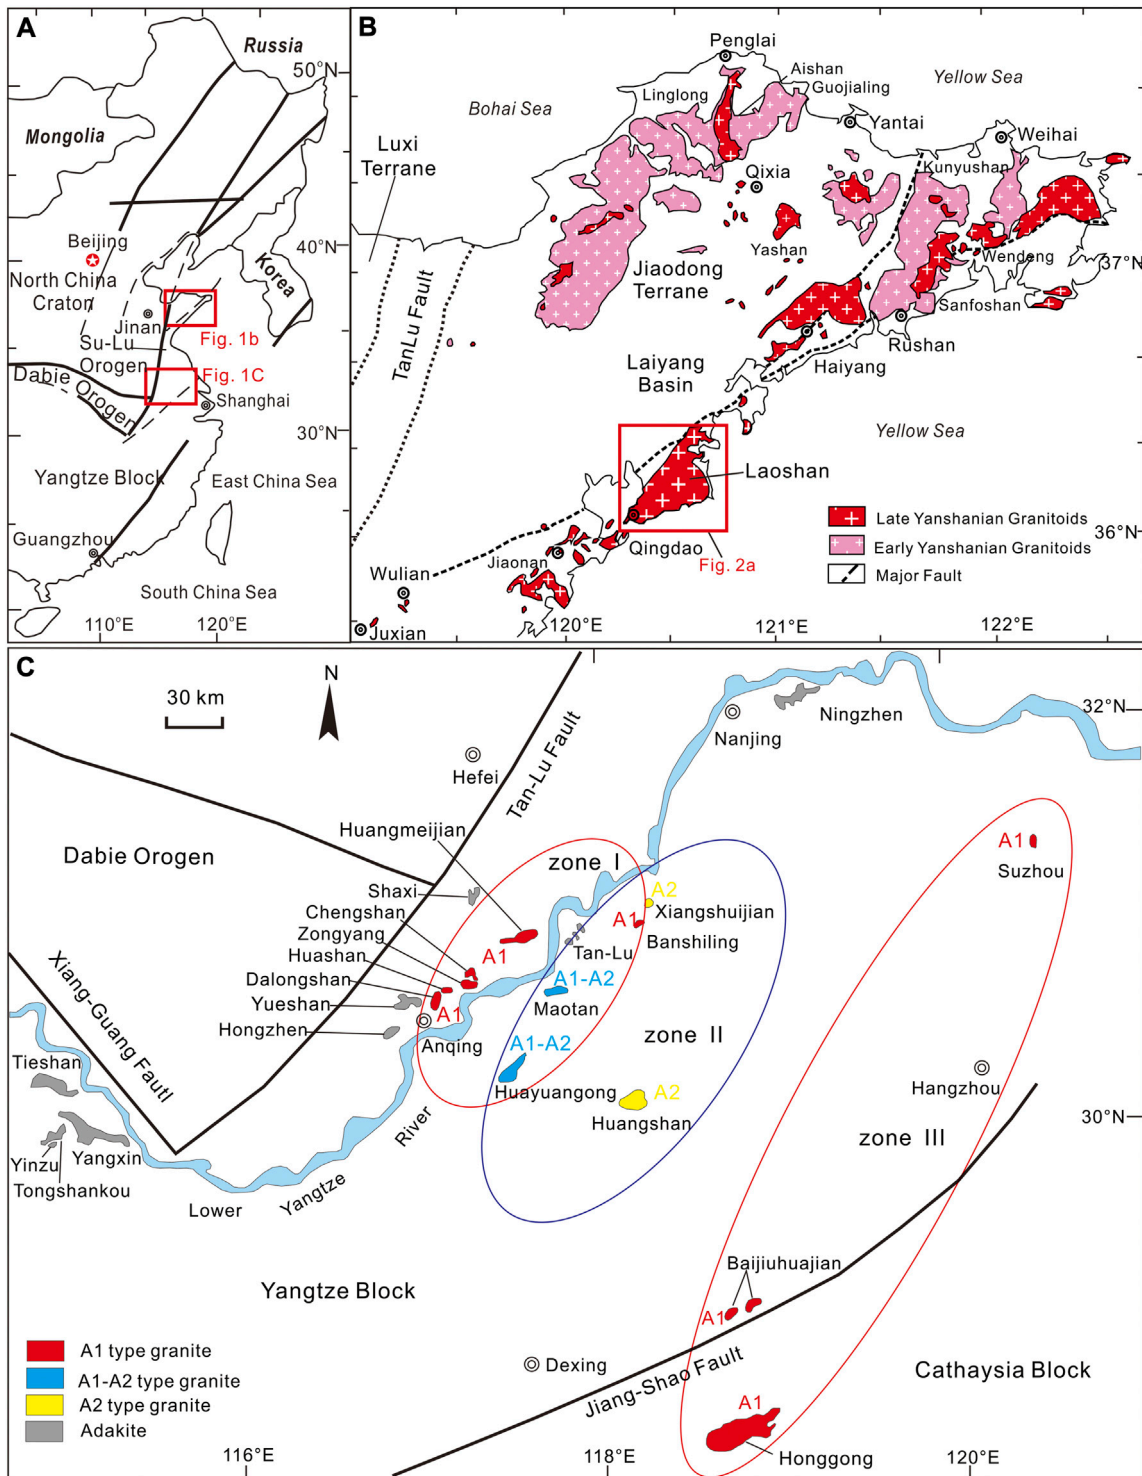 A
Russia
50°N
Mongolia
Beijing
40°N
North China
Craton
Korea
Jinan
Fig. 1b
Su-Lu
Orogen
Fig. 1C
Dabie Orogen
Shanghai
30°N
Yangtze Block
East China Sea
Guangzhou
South China Sea
110°E
120°E
B
Penglai
Aishan
Yellow Sea
Guojialing
Linglong
Bohai Sea
Yantai
Weihai
Luxi
Terrane
Qixia
Kunyushan
Yashan
Wendeng
37°N
Jiaodong
Terrane
TanLu Fault
Sanfoshan
Rushan
Laiyang
Basin
Haiyang
Yellow Sea
Laoshan
Late Yanshanian Granitoids
36°N
Qingdao
Early Yanshanian Granitoids
Jiaonan
Fig. 2a
Wulian
Major Fault
Juxian
120°E
121°E
122°E
C
N
30 km
32°N
Ningzhen
Nanjing
Hefei
Tan-Lu Fault
Huangmeijian
Dabie Orogen
zone I
A1
Suzhou
Shaxi
A2
Chengshan
Xiangshuijian
A1
Zongyang
Banshiling
Tan-Lu
A1
Huashan
Dalongshan
A1-A2
Yueshan
Maotan
A1
Hongzhen
Anqing
zone II
A1-A2
Xiang-Guang Fautl
Tieshan
Huayuangong
A2
Hangzhou
Huangshan
30°N
River
zone III
Yinzu
Yangxin
Tongshankou
Yangtze
Lower
Baijiuhuajian
Yangtze Block
A1
A1 type granite
Dexing
Jiang-Shao Fault
Cathaysia Block
A1-A2 type granite
A2 type granite
A1
Adakite
Honggong
116°E
118°E
120°E